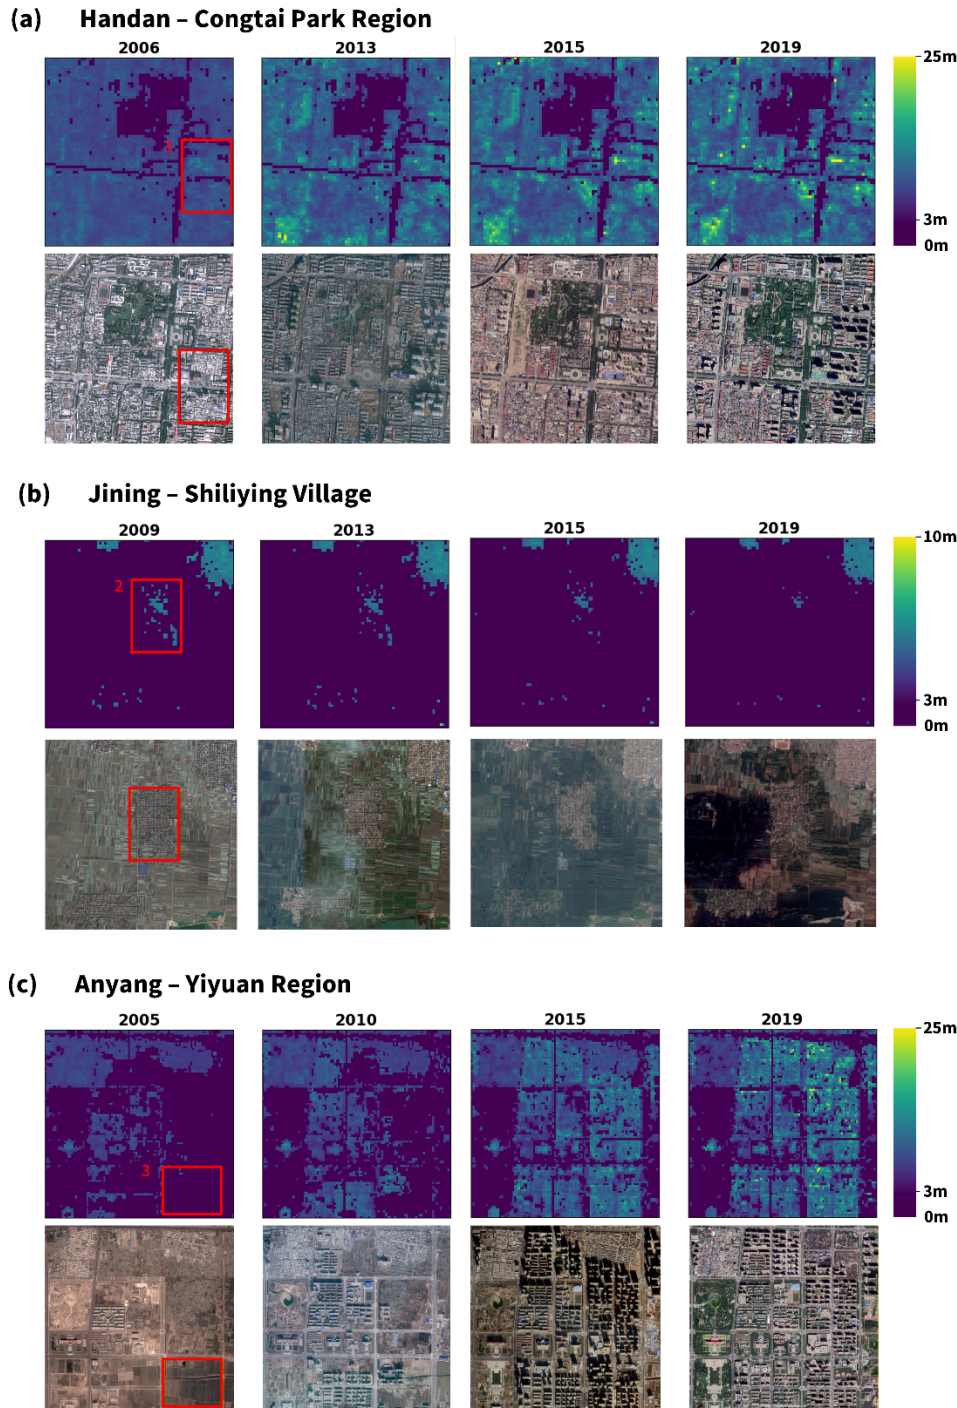 (a) Handan – Congtai Park Region
2006 2013 2015 2019
25m
1
3m
0m
(b) Jining – Shiliying Village
2009 2013 2015 2019
10m
2
3m
0m
(c) Anyang – Yiyuan Region
2005 2010 2015 2019
25m
3
3m
0m